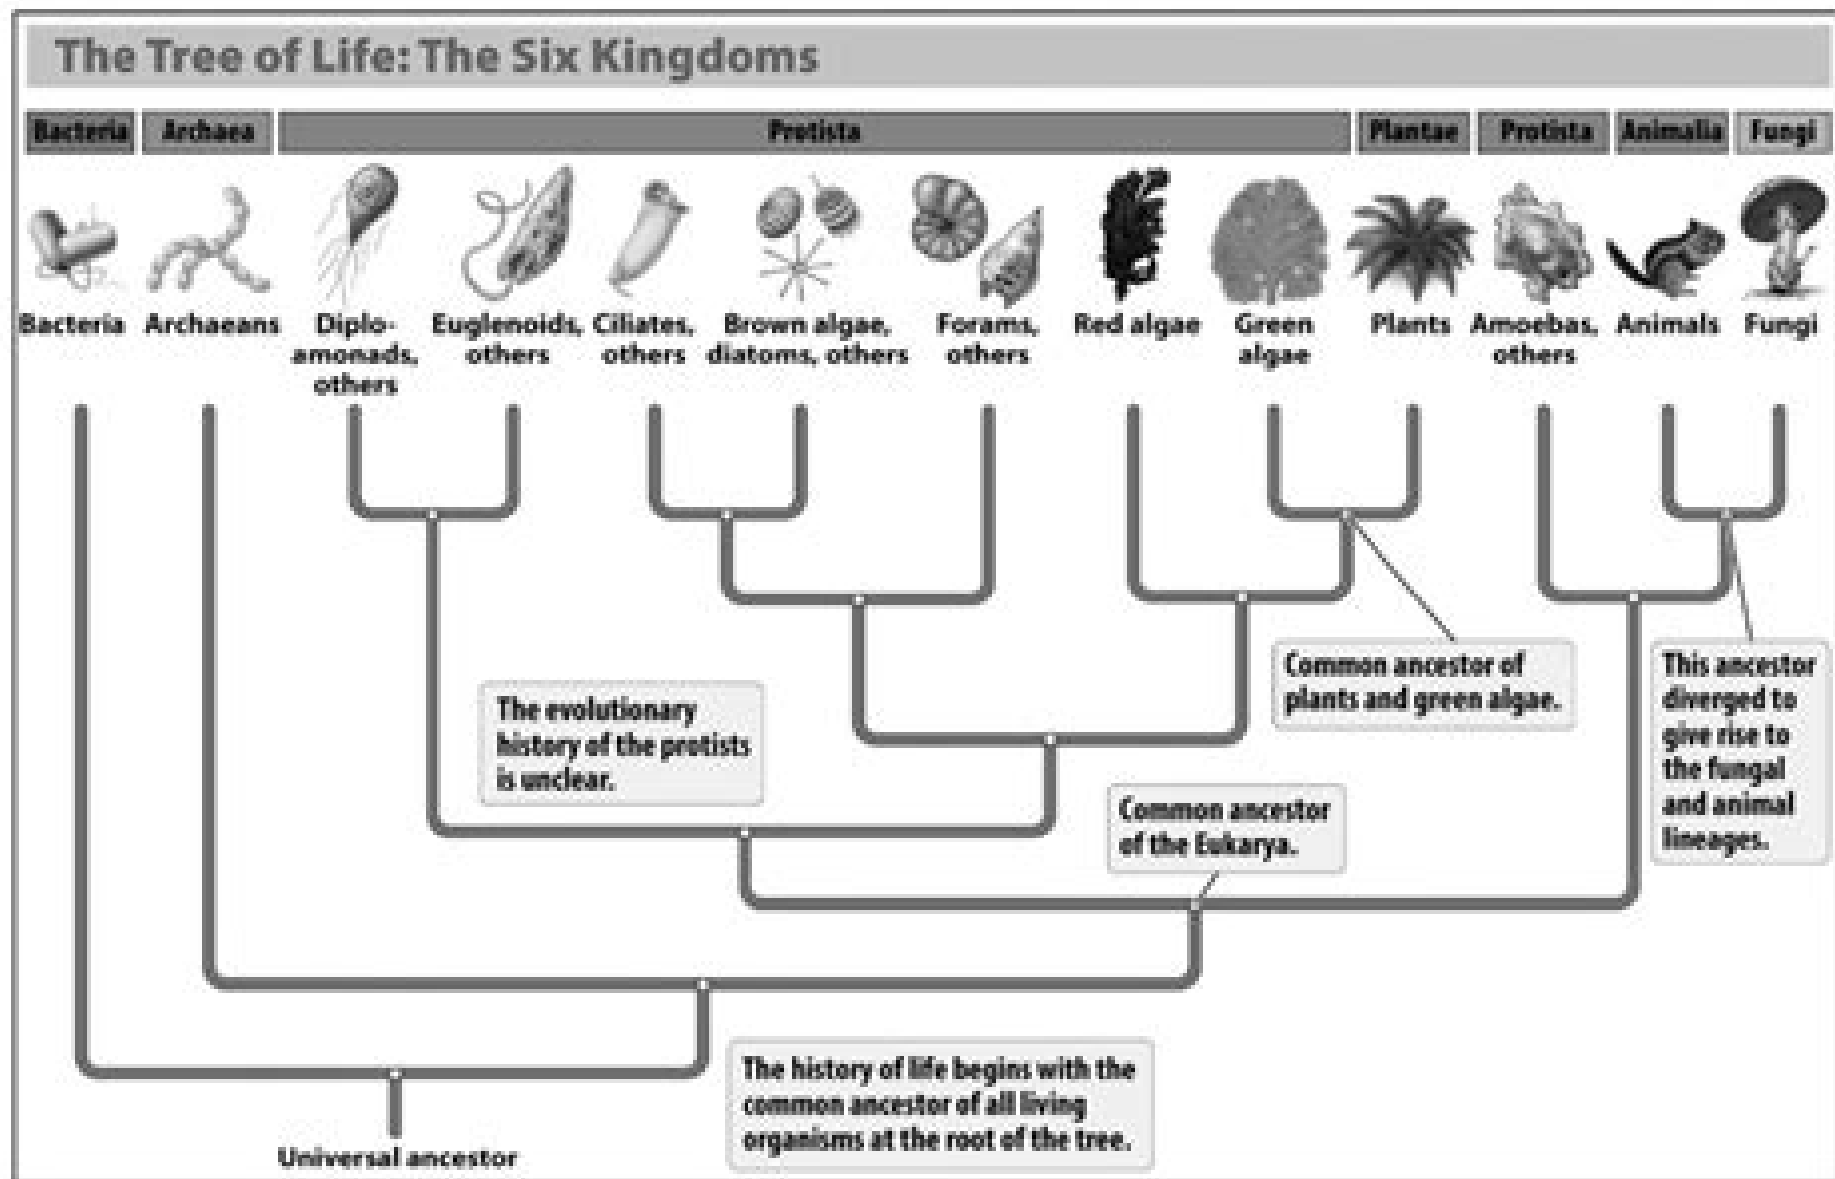 The Tree of Life: The Six Kingdoms
Bacteria Archaea Protista Plantae Protista Animalia Fungi
Bacteria Archaeans Diplo- Euglenoids, Ciliates, Brown algae, Forams, Red algae Green Plants Amoebas, Animals Fungi
amonads, others others diatoms, others others algae others
others
Common ancestor of
plants and green algae.
This ancestor
diverged to
give rise to
the fungal
and animal
lineages.
The evolutionary
history of the protists
is unclear.
Common ancestor
of the Eukarya.
The history of life begins with the
common ancestor of all living
organisms at the root of the tree.
Universal ancestor